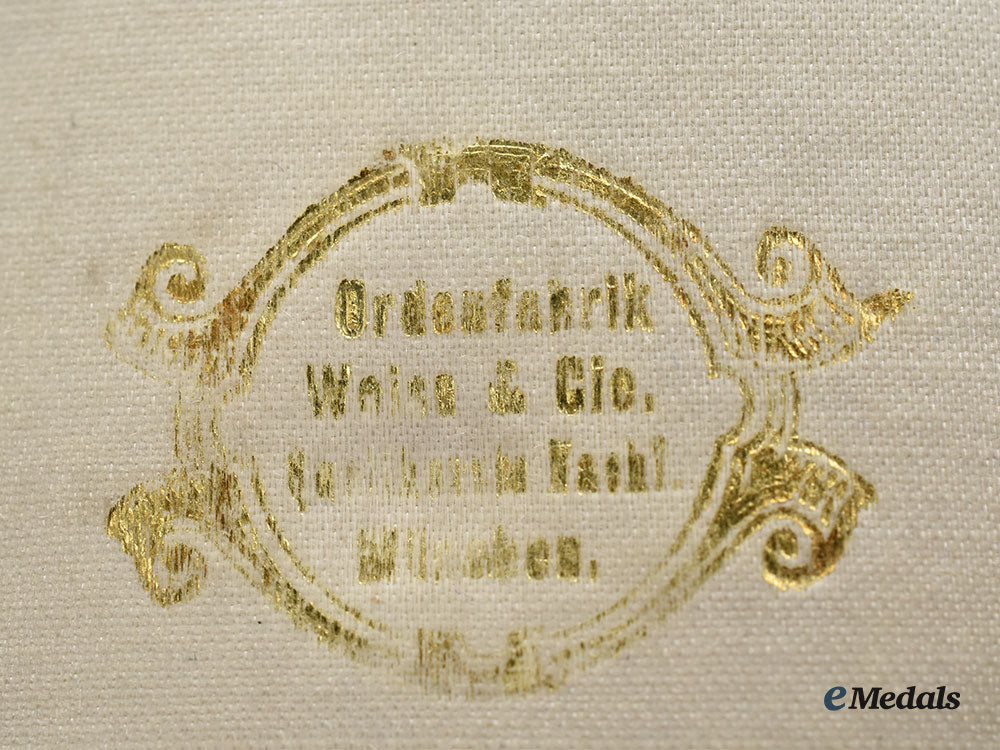 Ordenfabrik
Weiss & Cie.
Nachf.
München.
eMedals